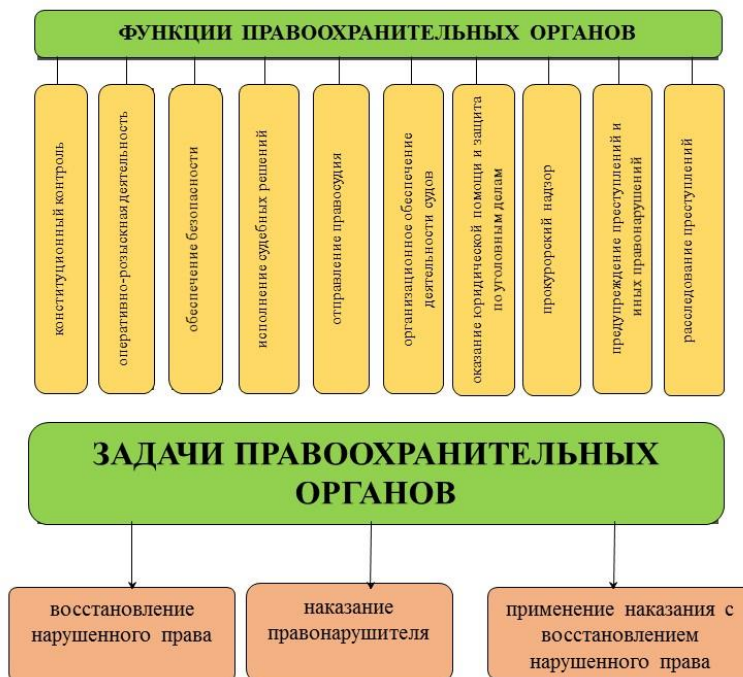 ФУНКЦИИ ПРАВООХРАНИТЕЛЬНЫХ ОРГАНОВ
конституционный контроль
оперативно-розыскная деятельность
обеспечение безопасности
исполнение судебных решений
отправление правосудия
организационное обеспечение
деятельности судов
оказание юридической помощи и защита
по уголовным делам
прокурорский надзор
предупреждение преступлений и
иных правонарушений
расследование преступлений
ЗАДАЧИ ПРАВООХРАНИТЕЛЬНЫХ
ОРГАНОВ
восстановление
нарушенного права
наказание
правонарушителя
применение наказания с
восстановлением
нарушенного права